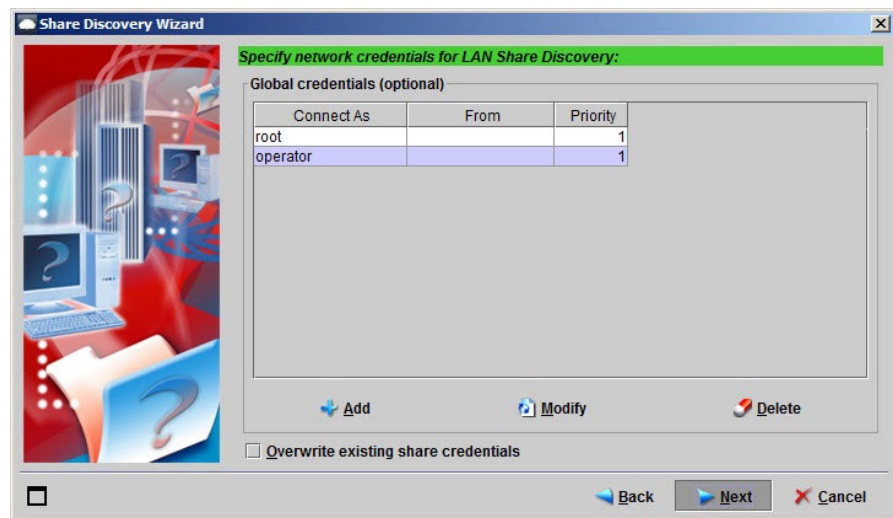 Share Discovery Wizard
Specify network credentials for LAN Share Discovery:
Global credentials (optional)
Connect As From Priority
root 1
operator 1
Add Modify Delete
Overwrite existing share credentials
Back Next Cancel